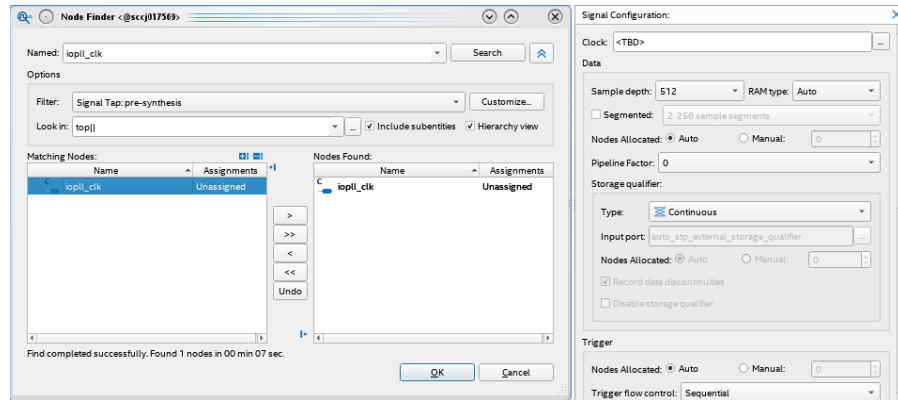 Node Finder <@sccj017569>
Named: iopll_clk
Search
Options
Filter: Signal Tap: pre-synthesis
Customize...
Look in: top||
...
Include subentities
Hierarchy view
Matching Nodes:
Name
Assignments
iopll_clk
Unassigned
>
>>
<
<<
Undo
Nodes Found:
Name
Assignments
iopll_clk
Unassigned
Find completed successfully. Found 1 nodes in 00 min 07 sec.
OK
Cancel
Signal Configuration:
Clock: <TBD>
...
Data
Sample depth: 512
RAM type: Auto
Segmented: 2 256 sample segments
Nodes Allocated: Auto
Manual: 0
Pipeline Factor: 0
Storage qualifier:
Type: Continuous
Input port: auto_stp_external_storage_qualifier
...
Nodes Allocated: Auto
Manual: 0
Record data discontinuities
Disable storage qualifier
Trigger
Nodes Allocated: Auto
Manual: 0
Trigger flow control: Sequential